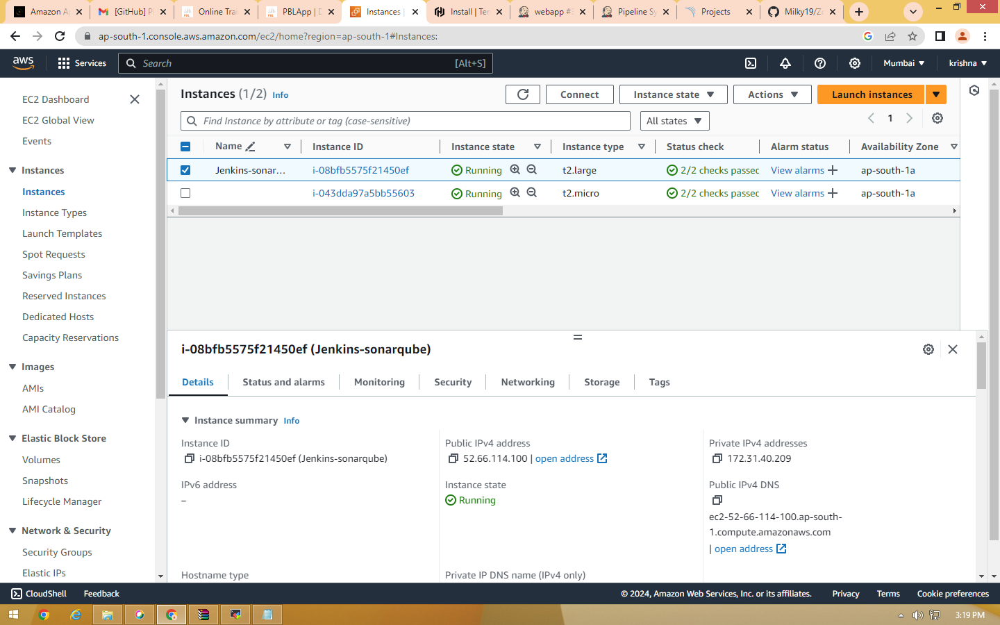 Amazon A
[GitHub] P
Online Tra
PBLApp | D
Instances |
Install | Ter
webapp #3
Pipeline Sy
Projects
Milky19/Z
ap-south-1.console.aws.amazon.com/ec2/home?region=ap-south-1#Instances:
aws
Services
Search
[Alt+S]
Mumbai
krishna
EC2 Dashboard
EC2 Global View
Events
Instances
Instances
Instance Types
Launch Templates
Spot Requests
Savings Plans
Reserved Instances
Dedicated Hosts
Capacity Reservations
Images
AMIs
AMI Catalog
Elastic Block Store
Volumes
Snapshots
Lifecycle Manager
Network & Security
Security Groups
Elastic IPs
Instances (1/2) Info
Connect
Instance state
Actions
Launch instances
Find Instance by attribute or tag (case-sensitive)
All states
1
Name Instance ID Instance state Instance type Status check Alarm status Availability Zone
Jenkins-sonar... i-08bfb5575f21450ef Running t2.large 2/2 checks passed View alarms ap-south-1a
i-043dda97a5bb55603 Running t2.micro 2/2 checks passed View alarms ap-south-1a
i-08bfb5575f21450ef (Jenkins-sonarqube)
Details Status and alarms Monitoring Security Networking Storage Tags
Instance summary Info
Instance ID
i-08bfb5575f21450ef (Jenkins-sonarqube)
Public IPv4 address
52.66.114.100 | open address
Private IPv4 addresses
172.31.40.209
IPv6 address
–
Instance state
Running
Public IPv4 DNS
ec2-52-66-114-100.ap-south-
1.compute.amazonaws.com
| open address
Hostname type
Private IP DNS name (IPv4 only)
CloudShell
Feedback
© 2024, Amazon Web Services, Inc. or its affiliates.
Privacy
Terms
Cookie preferences
3:19 PM